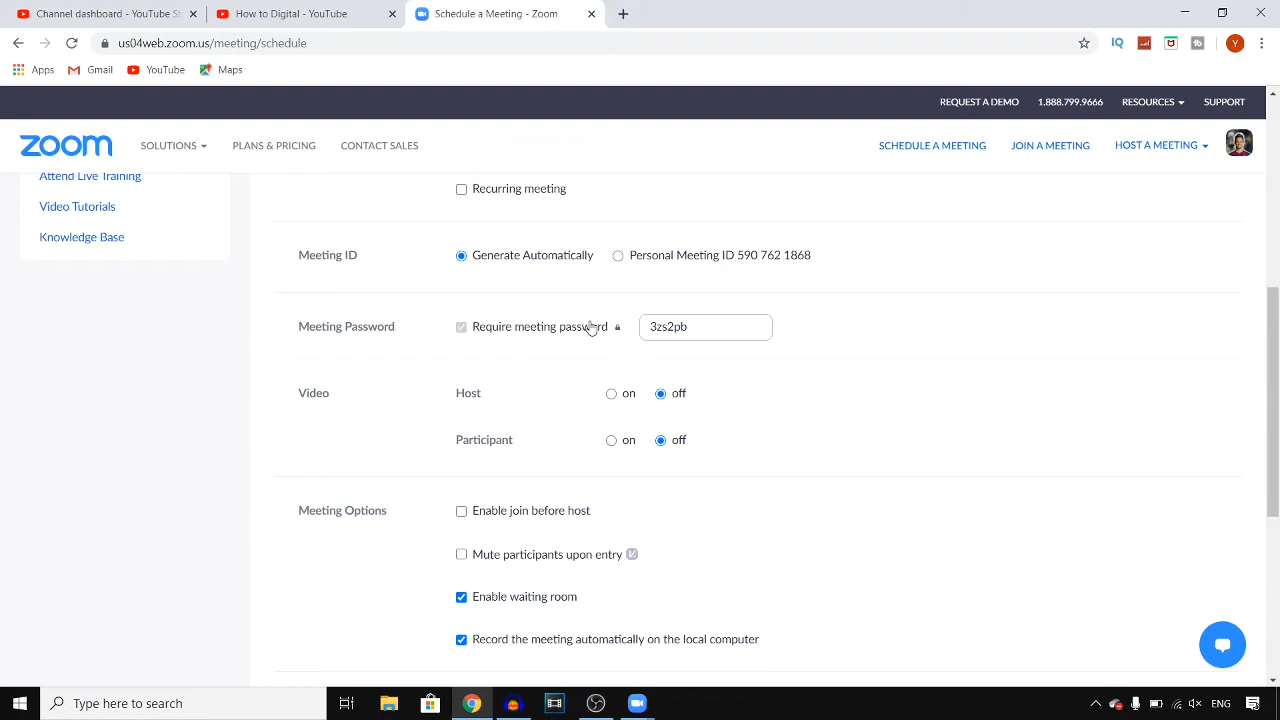 Channel dashboard - YouTube St
How to Digital - YouTube
Schedule a Meeting - Zoom
us04web.zoom.us/meeting/schedule
Apps Gmail YouTube Maps
REQUEST A DEMO 1.888.799.9666 RESOURCES SUPPORT
zoom SOLUTIONS PLANS & PRICING CONTACT SALES SCHEDULE A MEETING JOIN A MEETING HOST A MEETING
Attend Live Training
Video Tutorials
Knowledge Base
Recurring meeting
Meeting ID Generate Automatically Personal Meeting ID 590 762 1868
Meeting Password Require meeting password 3zs2pb
Video Host on off
Participant on off
Meeting Options Enable join before host
Mute participants upon entry
Enable waiting room
Record the meeting automatically on the local computer
Type here to search ENG